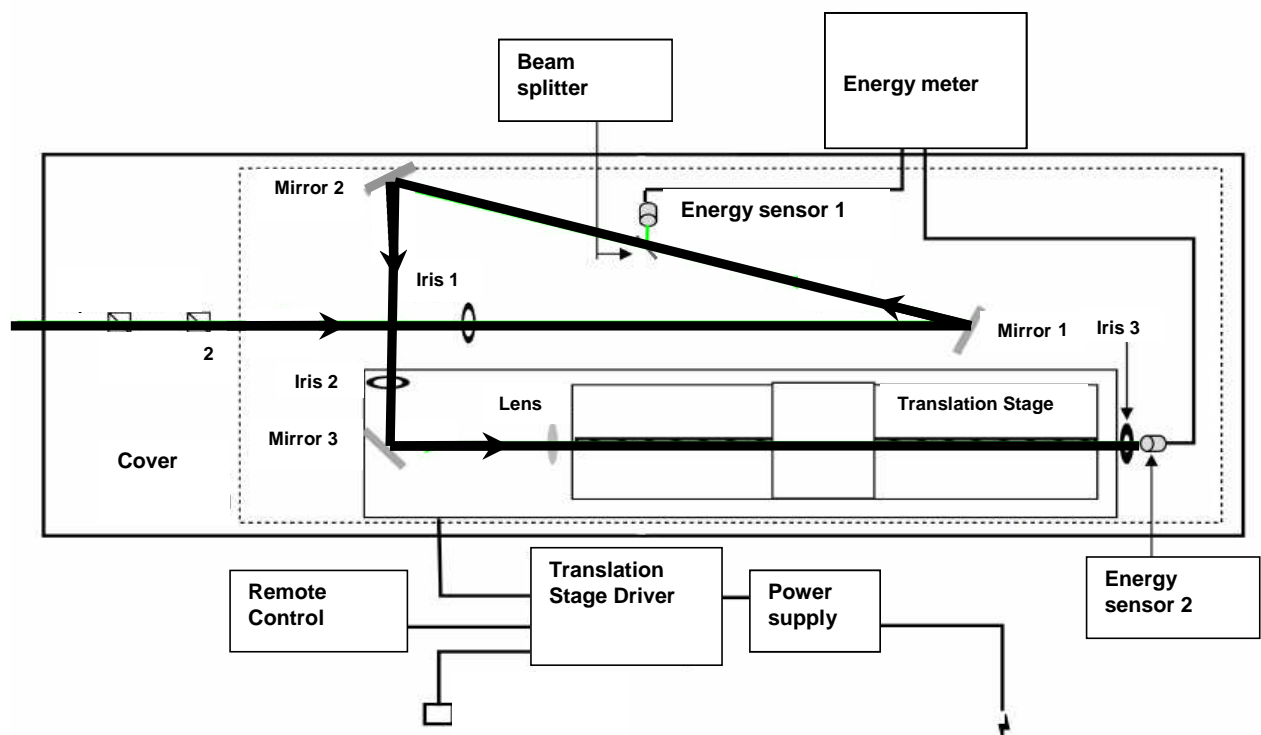 Beam
splitter
Energy meter
Mirror 2
Energy sensor 1
Iris 1
2
Mirror 1
Iris 3
Iris 2
Lens
Translation Stage
Mirror 3
Cover
Remote
Control
Translation
Stage Driver
Power
supply
Energy
sensor 2